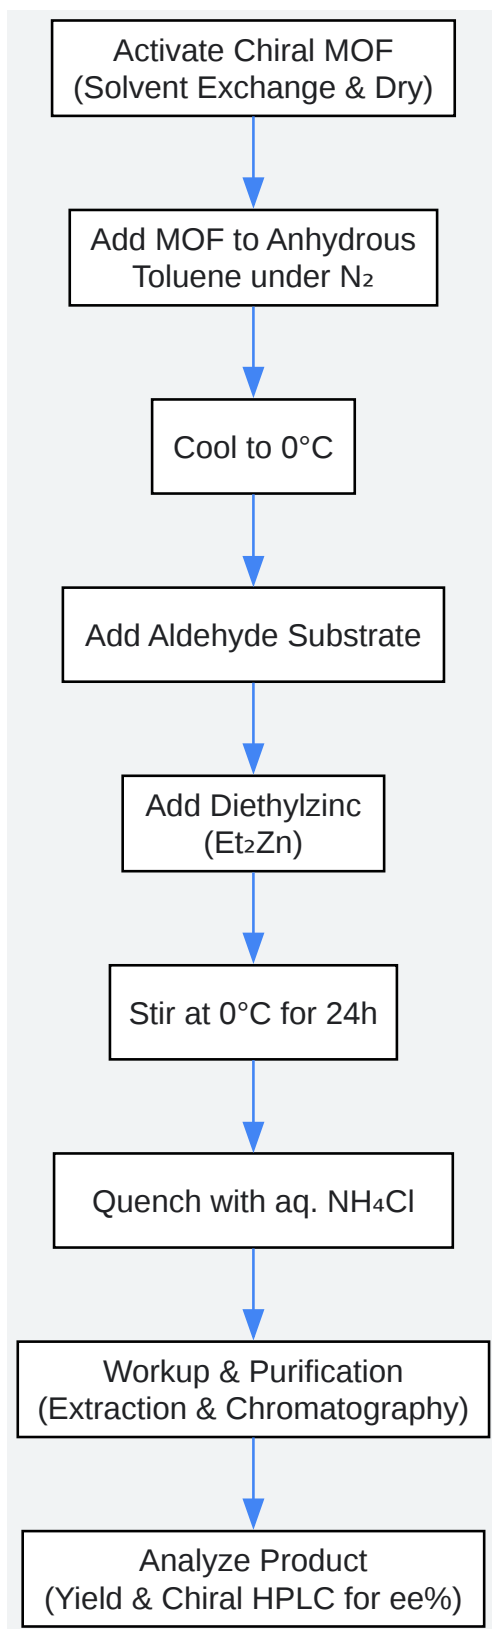 Activate Chiral MOF
(Solvent Exchange & Dry)
Add MOF to Anhydrous
Toluene under N₂
Cool to 0°C
Add Aldehyde Substrate
Add Diethylzinc
(Et₂Zn)
Stir at 0°C for 24h
Quench with aq. NH₄Cl
Workup & Purification
(Extraction & Chromatography)
Analyze Product
(Yield & Chiral HPLC for ee%)